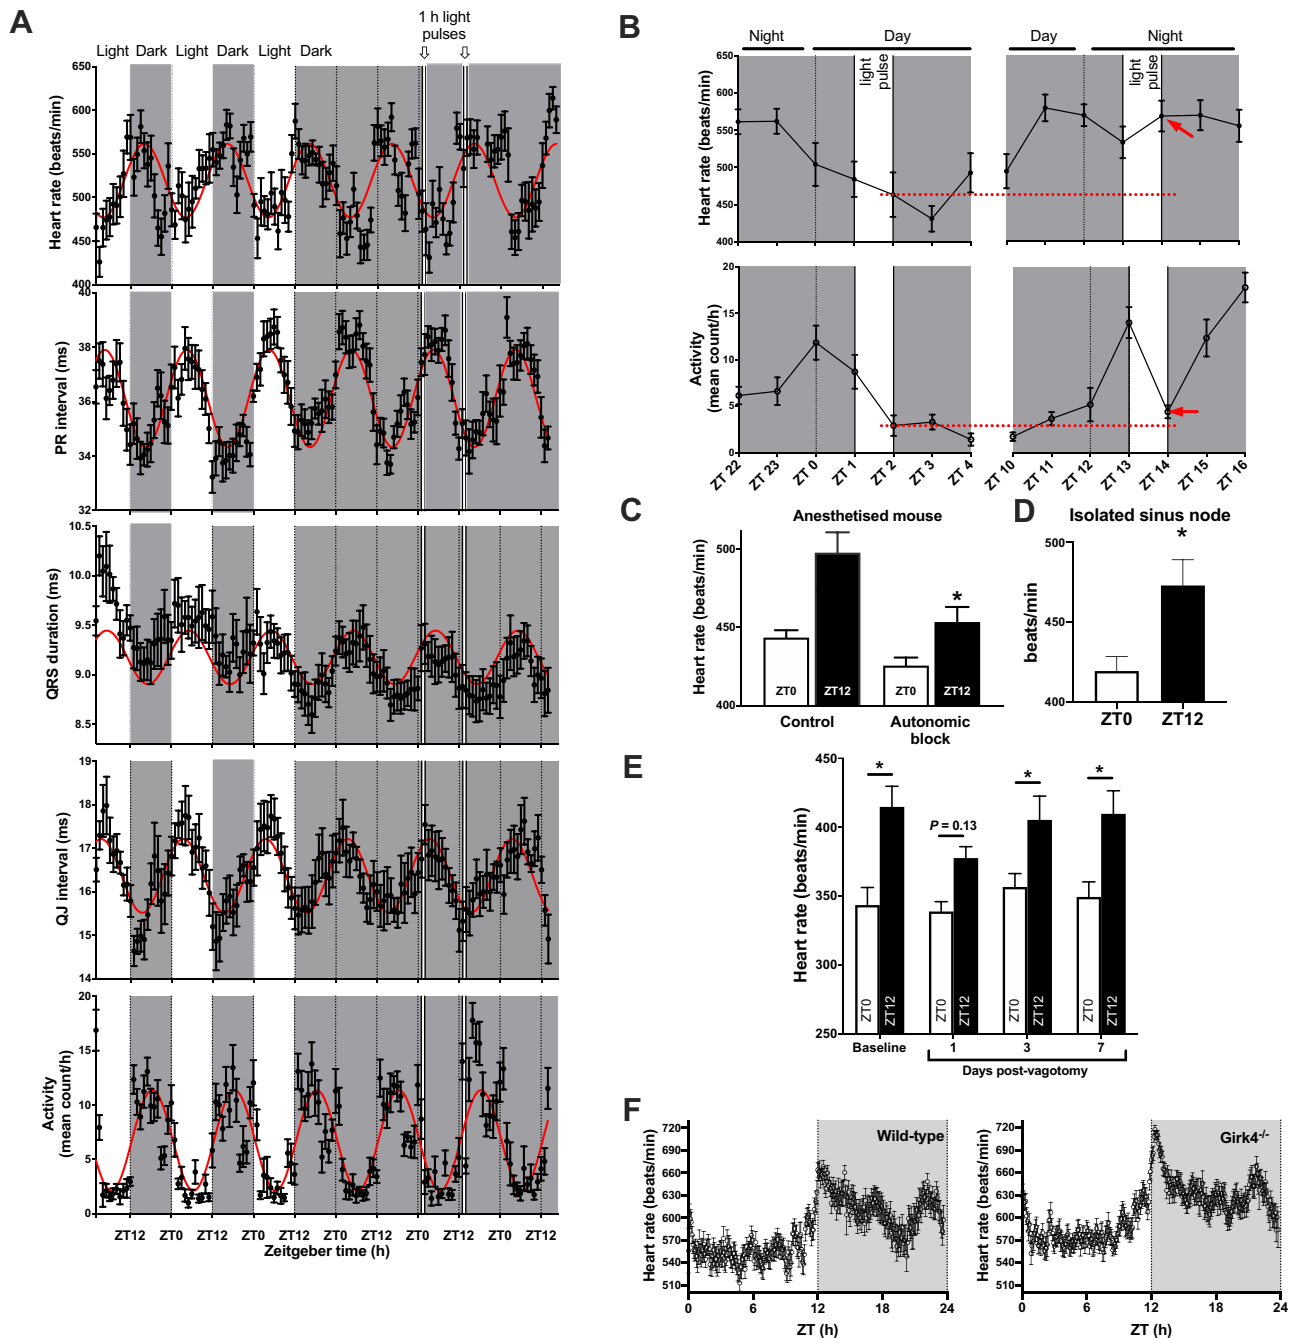 A
1 h light
pulses
Light Dark Light Dark Light Dark
Heart rate (beats/min)
650
600
550
500
450
400
PR interval (ms)
40
38
36
34
32
QRS duration (ms)
10.5
10.0
9.5
9.0
8.5
QJ interval (ms)
19
18
17
16
15
14
Activity
(mean count/h)
20
15
10
5
0
ZT12 ZT0 ZT12 ZT0 ZT12 ZT0 ZT12 ZT0 ZT12 ZT0 ZT12
Zeitgeber time (h)
B
Night Day Day Night
light
pulse
light
pulse
Heart rate (beats/min)
650
600
550
500
450
400
Activity
(mean count/h)
20
15
10
5
0
ZT 22 ZT 23 ZT 0 ZT 1 ZT 2 ZT 3 ZT 4 ZT 10 ZT 11 ZT 12 ZT 13 ZT 14 ZT 15 ZT 16
C
Anesthetised mouse
Heart rate (beats/min)
500
450
400
*
ZT0 ZT12 ZT0 ZT12
Control Autonomic
block
D
Isolated sinus node
beats/min
500
450
400
*
ZT0 ZT12
E
Heart rate (beats/min)
450
400
350
300
250
* P = 0.13 * *
ZT0 ZT12 ZT0 ZT12 ZT0 ZT12 ZT0 ZT12
Baseline 1 3 7
Days post-vagotomy
F
Heart rate (beats/min)
720
690
660
630
600
570
540
510
Wild-type
0 6 12 18 24
ZT (h)
Heart rate (beats/min)
720
690
660
630
600
570
540
510
Girk4-/-
0 6 12 18 24
ZT (h)